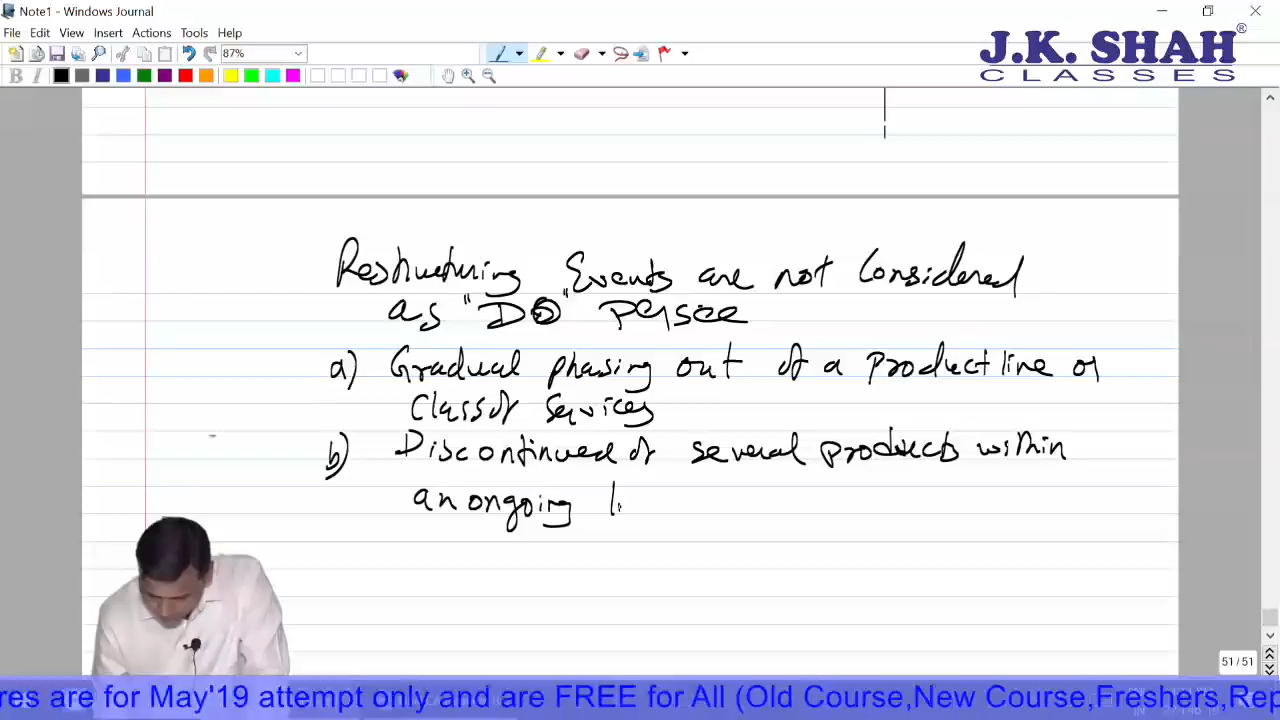 Note1 - Windows Journal
File Edit View Insert Actions Tools Help
87%
J.K. SHAH®
CLASSES
Restructuring Events are not Considered
as "DO" Per se
a) Gradual phasing out of a product line or
Class of Services
b) Discontinued of several products within
an ongoing l
51 / 51
res are for May'19 attempt only and are FREE for All (Old Course,New Course,Freshers,Rep